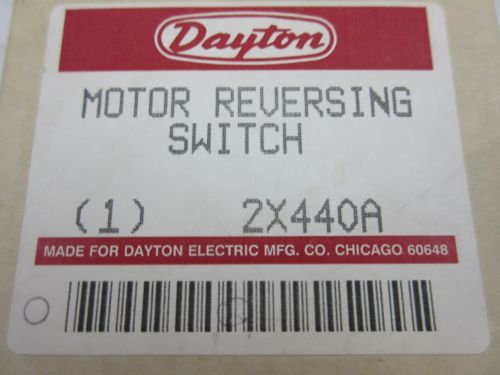 Dayton
MOTOR REVERSING
SWITCH
(1) 2X440A
MADE FOR DAYTON ELECTRIC MFG. CO. CHICAGO 60648